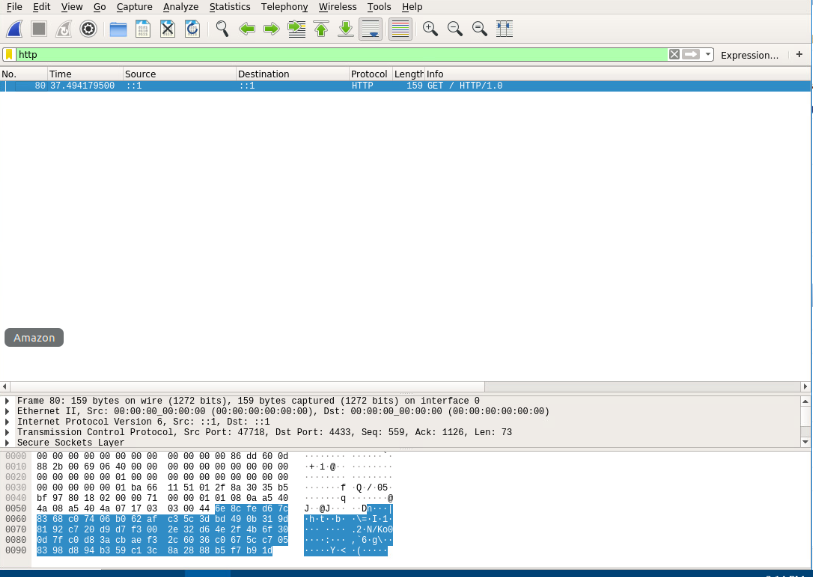 File Edit View Go Capture Analyze Statistics Telephony Wireless Tools Help
http
Expression...
+
No. Time Source Destination Protocol Length Info
80 37.494179500 ::1 ::1 HTTP 159 GET / HTTP/1.0
Amazon
Frame 80: 159 bytes on wire (1272 bits), 159 bytes captured (1272 bits) on interface 0
Ethernet II, Src: 00:00:00_00:00:00 (00:00:00:00:00:00), Dst: 00:00:00_00:00:00 (00:00:00:00:00:00)
Internet Protocol Version 6, Src: ::1, Dst: ::1
Transmission Control Protocol, Src Port: 47718, Dst Port: 4433, Seq: 559, Ack: 1126, Len: 73
Secure Sockets Layer
0000 00 00 00 00 00 00 00 00 00 00 00 00 86 dd 60 0d ········ ······`·
0010 88 2b 00 69 06 40 00 00 00 00 00 00 00 00 00 00 ·+·i·@·· ········
0020 00 00 00 00 00 01 00 00 00 00 00 00 00 00 00 00 ········ ········
0030 00 00 00 00 00 01 ba 66 11 51 01 2f 8a 30 35 b5 ·······f ·Q·/·05·
0040 bf 97 80 18 02 00 00 71 00 00 01 01 08 0a a5 40 ·······q ·······@
0050 4a 08 a5 40 4a 07 17 03 03 00 44 6e 8c fe d6 7c J··@J··· ··Dn···|
0060 83 68 c0 74 06 b0 62 af c3 5c 3d bd 49 0b 31 9d ·h·t··b· ·\=·I·1·
0070 81 92 c7 20 d9 d7 f3 00 2e 32 d6 4e 2f 4b 6f 30 ··· ···· .2·N/Ko0
0080 0d 7f c0 d8 3a cb ae f3 2c 60 36 c0 67 5c c7 05 ····:··· ,`6·g\··
0090 83 98 d8 94 b3 59 c1 3c 8a 28 88 b5 f7 b9 1d ·····Y·< ·(·····